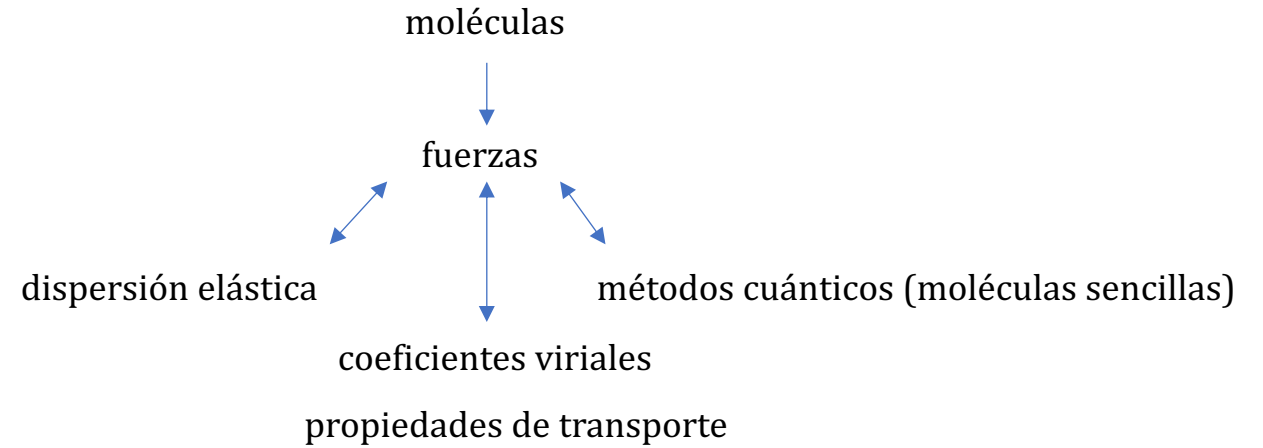 moléculas
fuerzas
dispersión elástica
métodos cuánticos (moléculas sencillas)
coeficientes viriales
propiedades de transporte